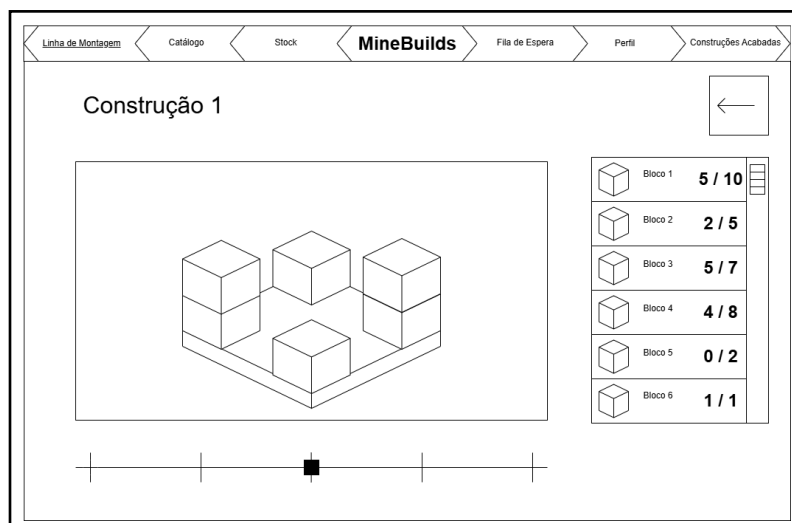 Linha de Montagem Catálogo Stock MineBuilds Fila de Espera Perfil Construções Acabadas
Construção 1
Bloco 1 5 / 10
Bloco 2 2 / 5
Bloco 3 5 / 7
Bloco 4 4 / 8
Bloco 5 0 / 2
Bloco 6 1 / 1